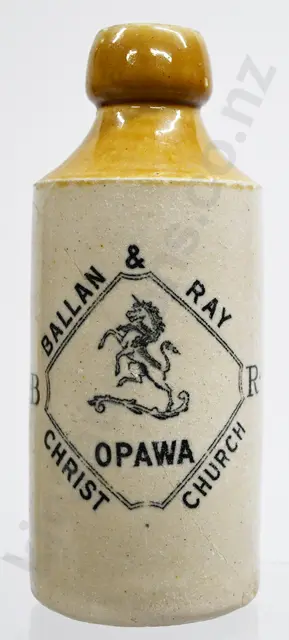 BALLAN & RAY
B R
OPAWA
CHRIST CHURCH